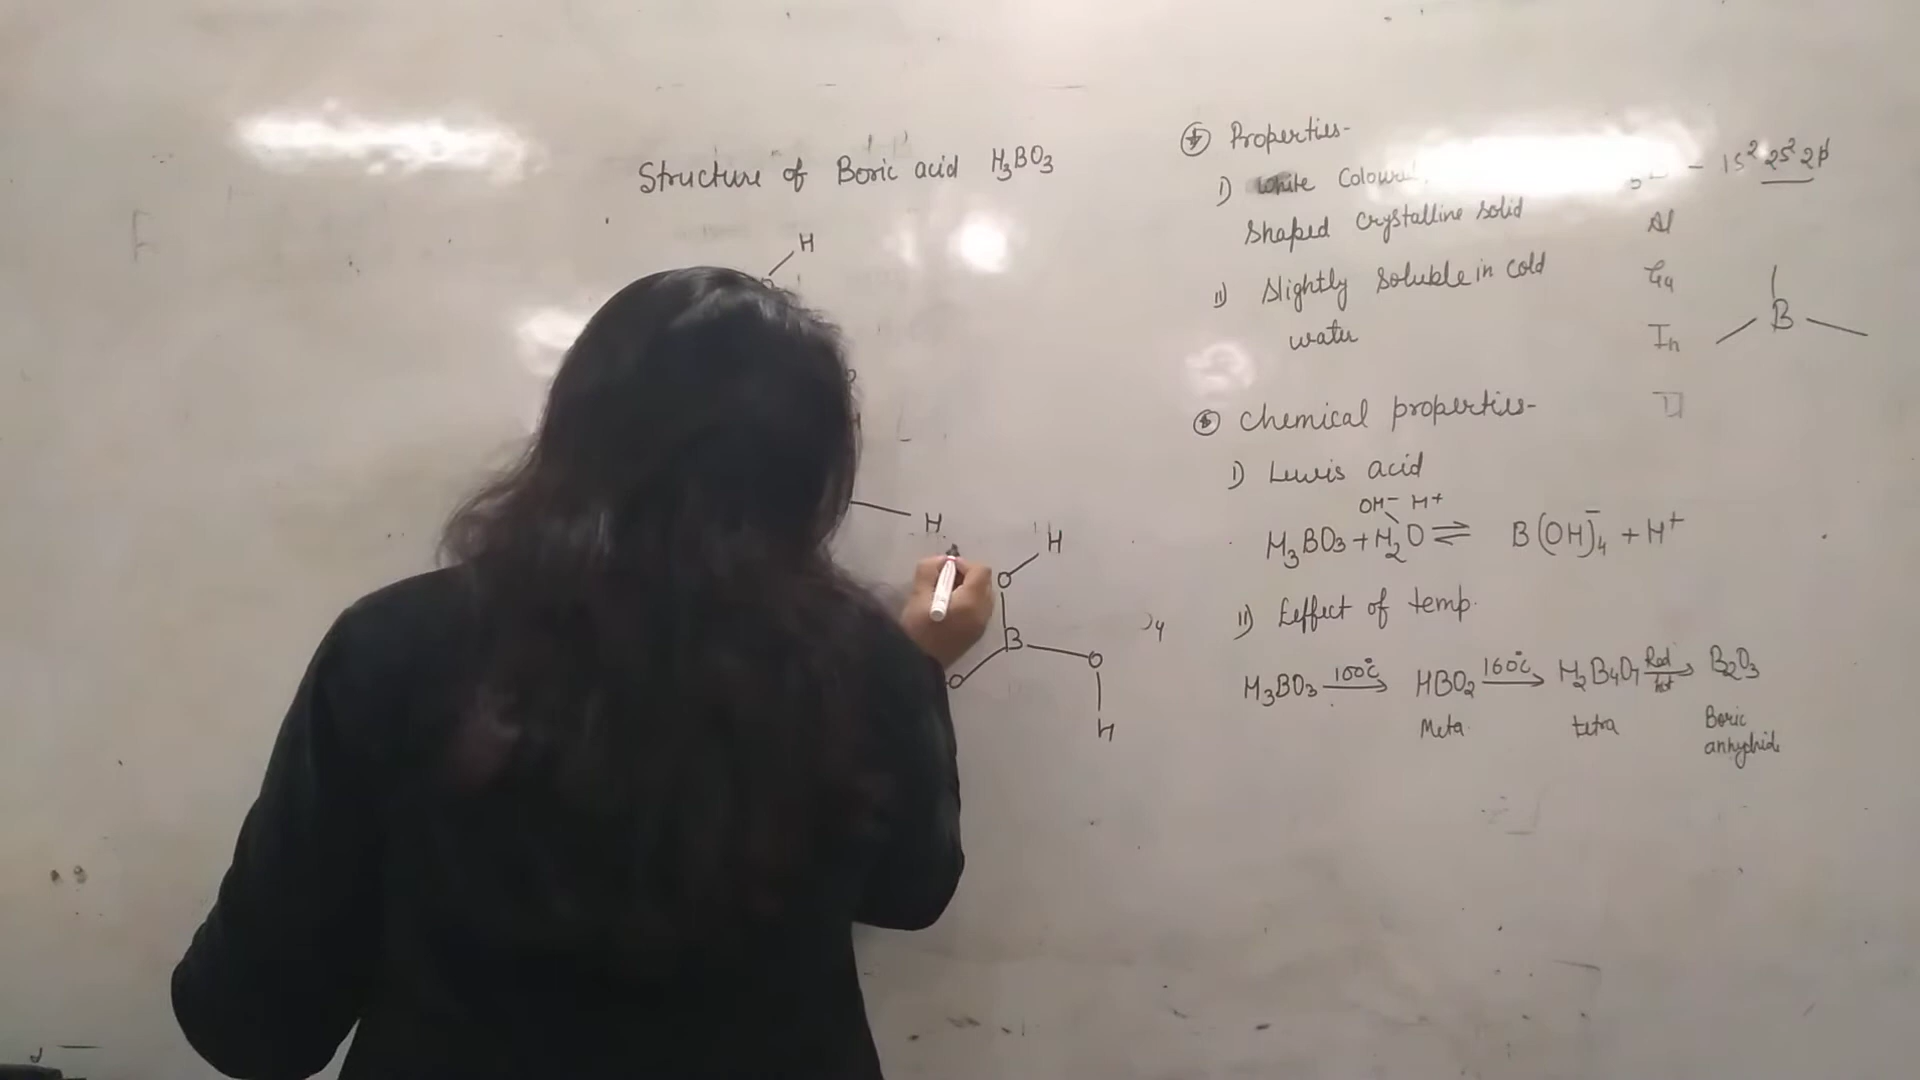 Structure of Boric acid H₃BO₃
H
H
H
O
B
O
O
H
④ Properties-
i) White Coloured
shaped crystalline solid
ii) Slightly soluble in cold
water
1s² 2s² 2p¹
Al
Ga
In
Tl
B
⑤ Chemical properties-
i) Lewis acid
OH⁻ H⁺
H₃BO₃ + H₂O ⇌ B(OH)₄⁻ + H⁺
ii) Eeffect of temp.
H₃BO₃ —100°C→ HBO₂ —160°C→ H₂B₄O₇ —Red hot→ B₂O₃
Meta tetra Boric
anhydride